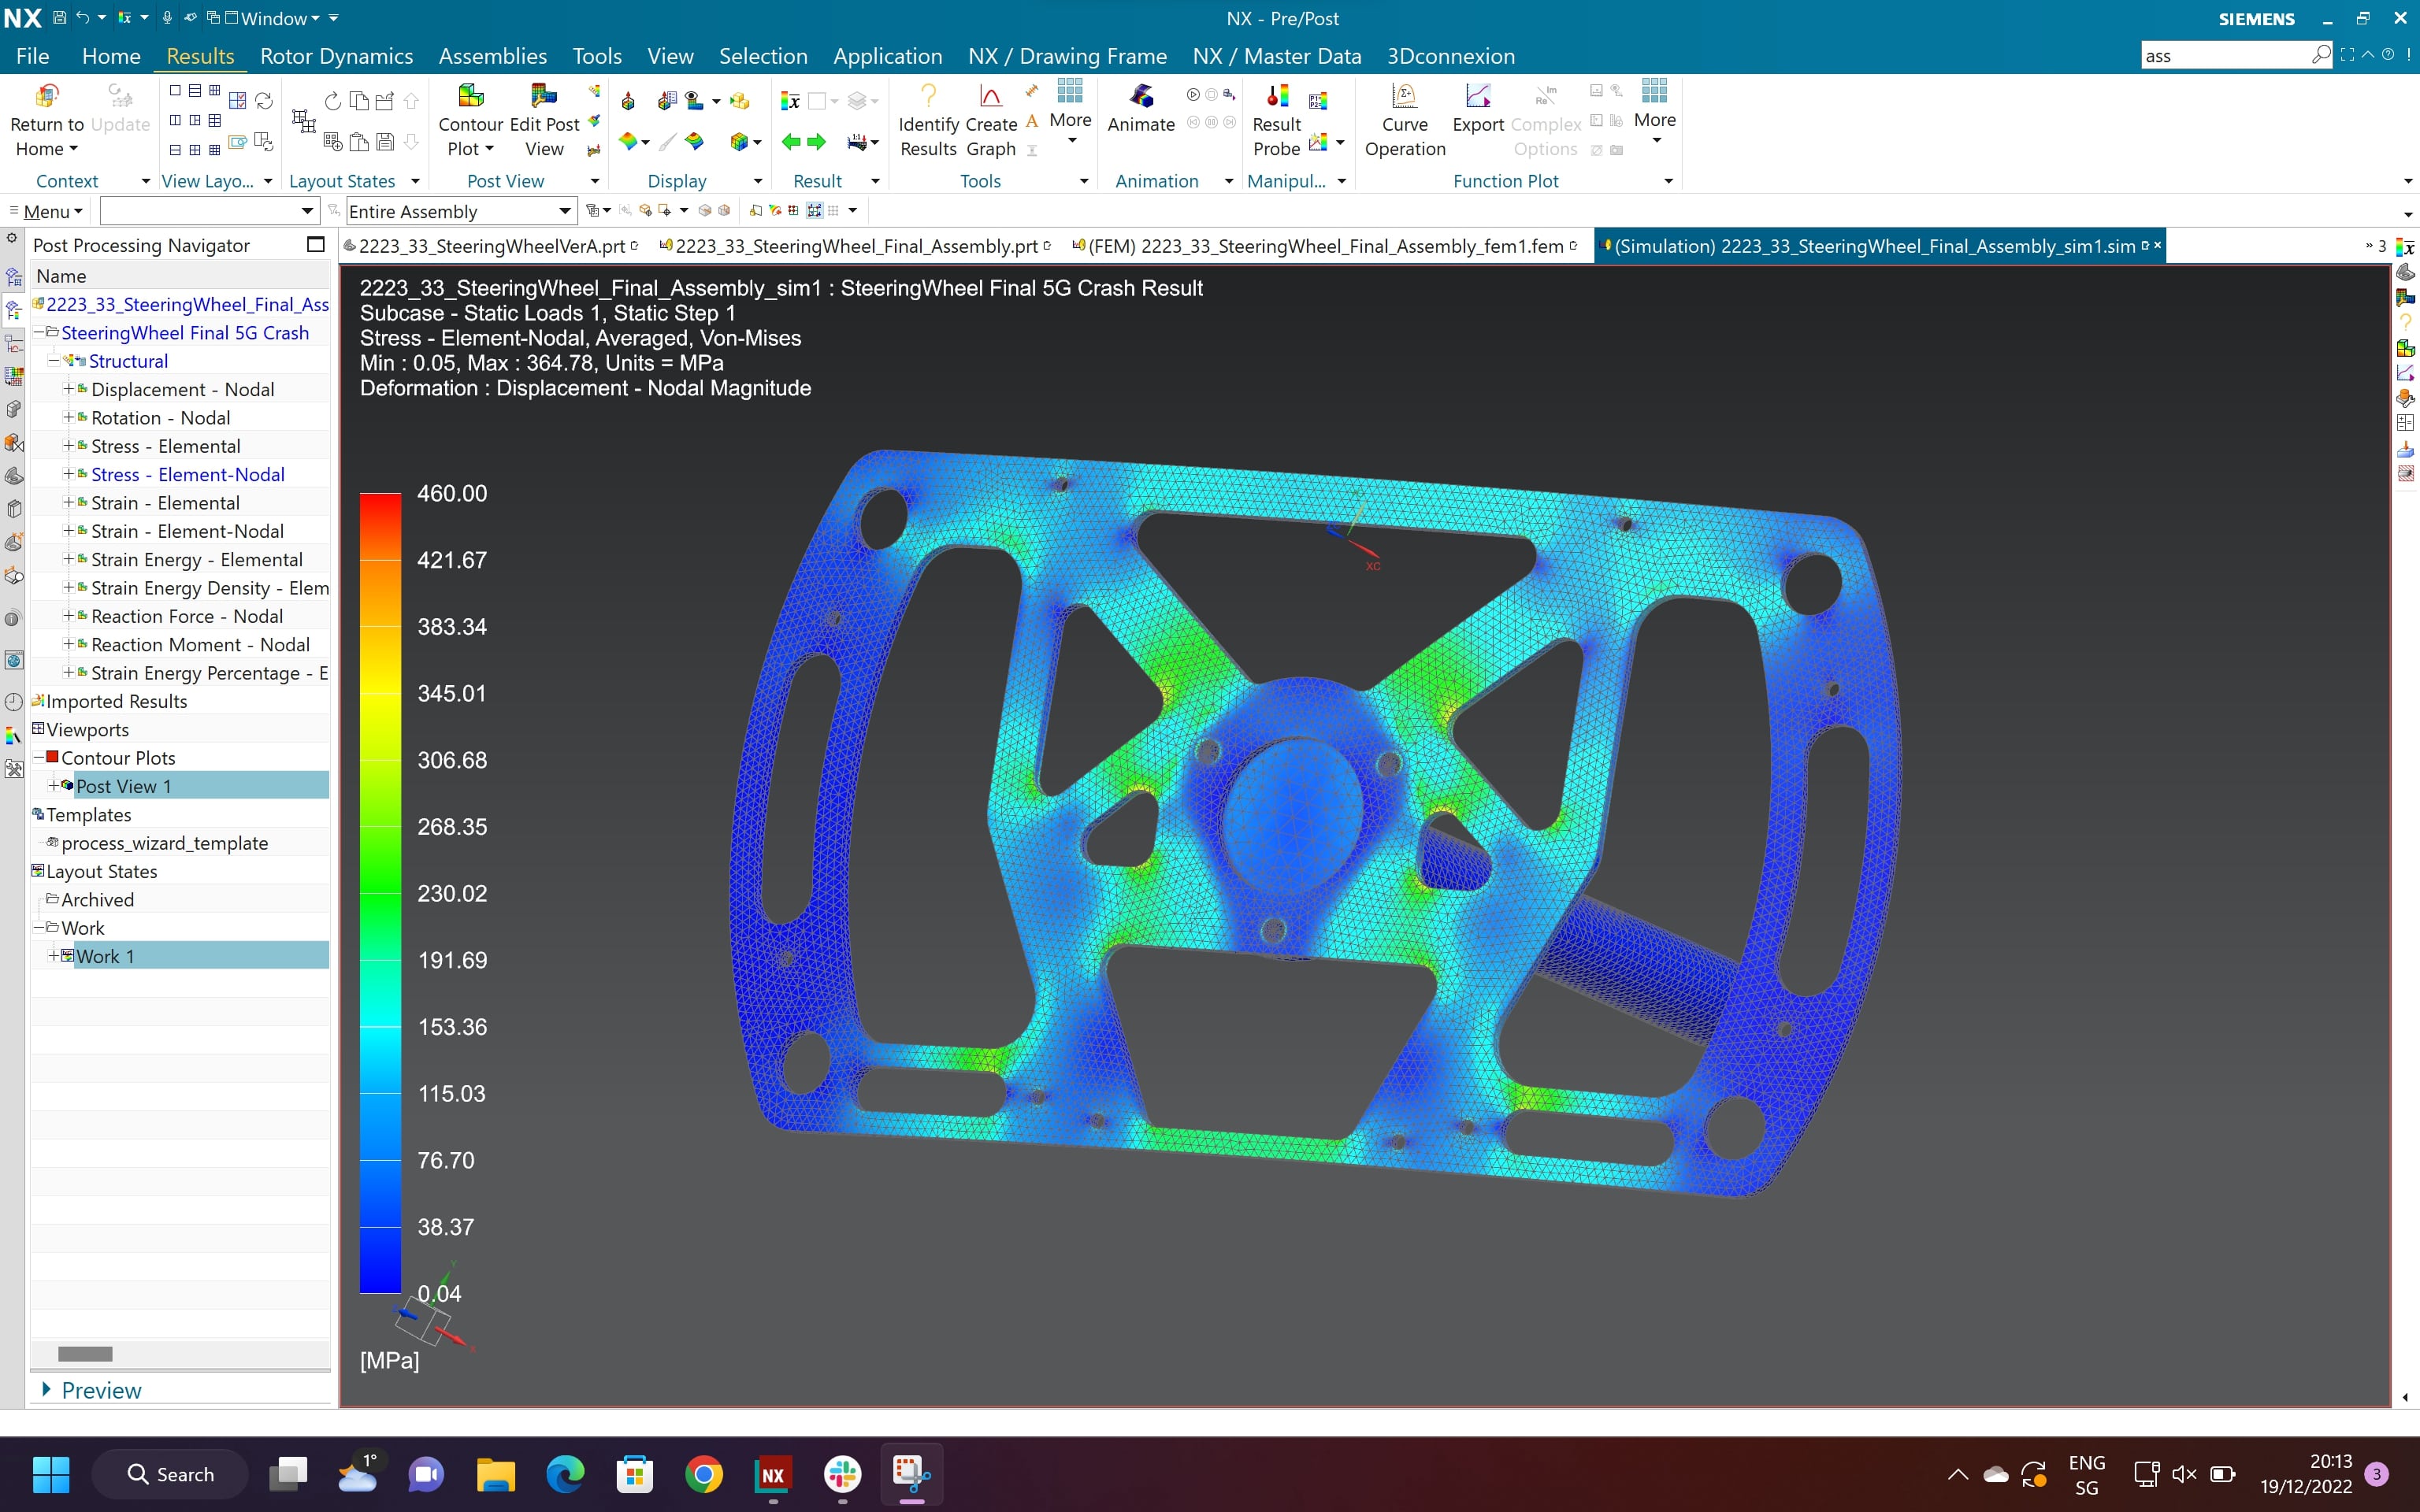 NX Window NX - Pre/Post SIEMENS
File Home Results Rotor Dynamics Assemblies Tools View Selection Application NX / Drawing Frame NX / Master Data 3Dconnexion ass
Return to Home Update Contour Plot Edit Post View Identify Results Create Graph More Animate Result Probe Curve Operation Export Complex Options More
Context View Layo... Layout States Post View Display Result Tools Animation Manipul... Function Plot
Menu Entire Assembly
Post Processing Navigator
2223_33_SteeringWheelVerA.prt 2223_33_SteeringWheel_Final_Assembly.prt (FEM) 2223_33_SteeringWheel_Final_Assembly_fem1.fem (Simulation) 2223_33_SteeringWheel_Final_Assembly_sim1.sim 3
Name
2223_33_SteeringWheel_Final_Ass
SteeringWheel Final 5G Crash
Structural
Displacement - Nodal
Rotation - Nodal
Stress - Elemental
Stress - Element-Nodal
Strain - Elemental
Strain - Element-Nodal
Strain Energy - Elemental
Strain Energy Density - Elem
Reaction Force - Nodal
Reaction Moment - Nodal
Strain Energy Percentage - E
Imported Results
Viewports
Contour Plots
Post View 1
Templates
process_wizard_template
Layout States
Archived
Work
Work 1
Preview
2223_33_SteeringWheel_Final_Assembly_sim1 : SteeringWheel Final 5G Crash Result
Subcase - Static Loads 1, Static Step 1
Stress - Element-Nodal, Averaged, Von-Mises
Min : 0.05, Max : 364.78, Units = MPa
Deformation : Displacement - Nodal Magnitude
460.00
421.67
383.34
345.01
306.68
268.35
230.02
191.69
153.36
115.03
76.70
38.37
0.04
[MPa]
XC
Y
X
Search 1° NX ENG SG 20:13 19/12/2022 3